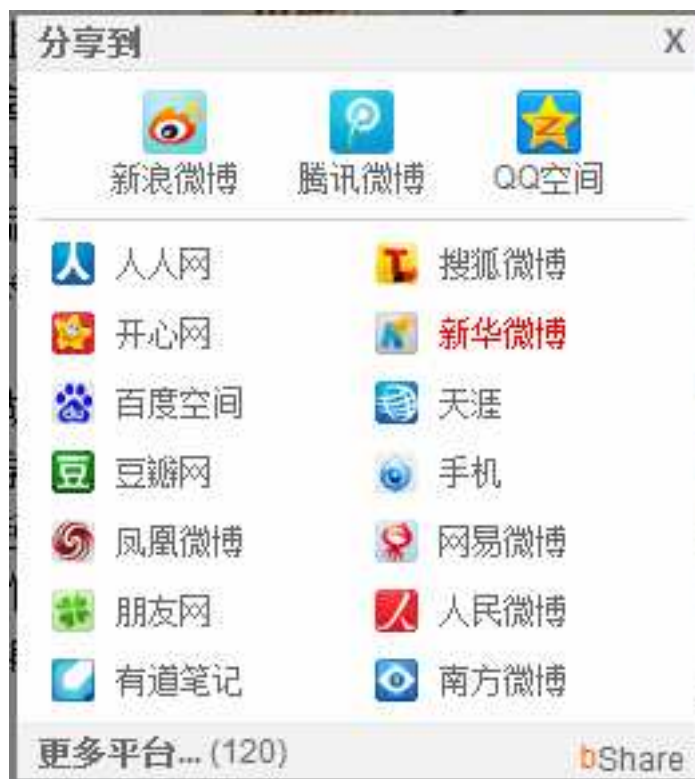 分享到 X
新浪微博 腾讯微博 QQ空间
人人网 搜狐微博
开心网 新华微博
百度空间 天涯
豆瓣网 手机
凤凰微博 网易微博
朋友网 人民微博
有道笔记 南方微博
更多平台... (120) bShare